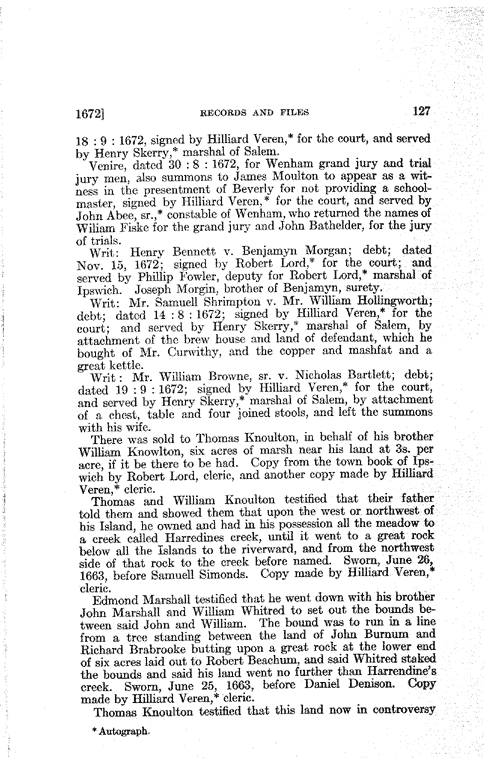 1672] RECORDS AND FILES 127
18 : 9 : 1672, signed by Hilliard Veren,* for the court, and served
by Henry Skerry,* marshal of Salem.
Venire, dated 30 : 8 : 1672, for Wenham grand jury and trial
jury men, also summons to James Moulton to appear as a wit-
ness in the presentment of Beverly for not providing a school-
master, signed by Hilliard Veren,* for the court, and served by
John Abee, sr.,* constable of Wenham, who returned the names of
Wiliam Fiske for the grand jury and John Bathelder, for the jury
of trials.
Writ: Henry Bennett v. Benjamyn Morgan; debt; dated
Nov. 15, 1672; signed by Robert Lord,* for the court; and
served by Phillip Fowler, deputy for Robert Lord,* marshal of
Ipswich. Joseph Morgin, brother of Benjamyn, surety.
Writ: Mr. Samuell Shrimpton v. Mr. William Hollingworth;
debt; dated 14 : 8 : 1672; signed by Hilliard Veren,* for the
court; and served by Henry Skerry,* marshal of Salem, by
attachment of the brew house and land of defendant, which he
bought of Mr. Curwithy, and the copper and mashfat and a
great kettle.
Writ: Mr. William Browne, sr. v. Nicholas Bartlett; debt;
dated 19 : 9 : 1672; signed by Hilliard Veren,* for the court,
and served by Henry Skerry,* marshal of Salem, by attachment
of a chest, table and four joined stools, and left the summons
with his wife.
There was sold to Thomas Knoulton, in behalf of his brother
William Knowlton, six acres of marsh near his land at 3s. per
acre, if it be there to be had. Copy from the town book of Ips-
wich by Robert Lord, cleric, and another copy made by Hilliard
Veren,* cleric.
Thomas and William Knoulton testified that their father
told them and showed them that upon the west or northwest of
his Island, he owned and had in his possession all the meadow to
a creek called Harredines creek, until it went to a great rock
below all the Islands to the riverward, and from the northwest
side of that rock to the creek before named. Sworn, June 26,
1663, before Samuell Simonds. Copy made by Hilliard Veren,*
cleric.
Edmond Marshall testified that he went down with his brother
John Marshall and William Whitred to set out the bounds be-
tween said John and William. The bound was to run in a line
from a tree standing between the land of John Burnum and
Richard Brabrooke butting upon a great rock at the lower end
of six acres laid out to Robert Beachum, and said Whitred staked
the bounds and said his land went no further than Harrendine's
creek. Sworn, June 25, 1663, before Daniel Denison. Copy
made by Hilliard Veren,* cleric.
Thomas Knoulton testified that this land now in controversy
* Autograph.